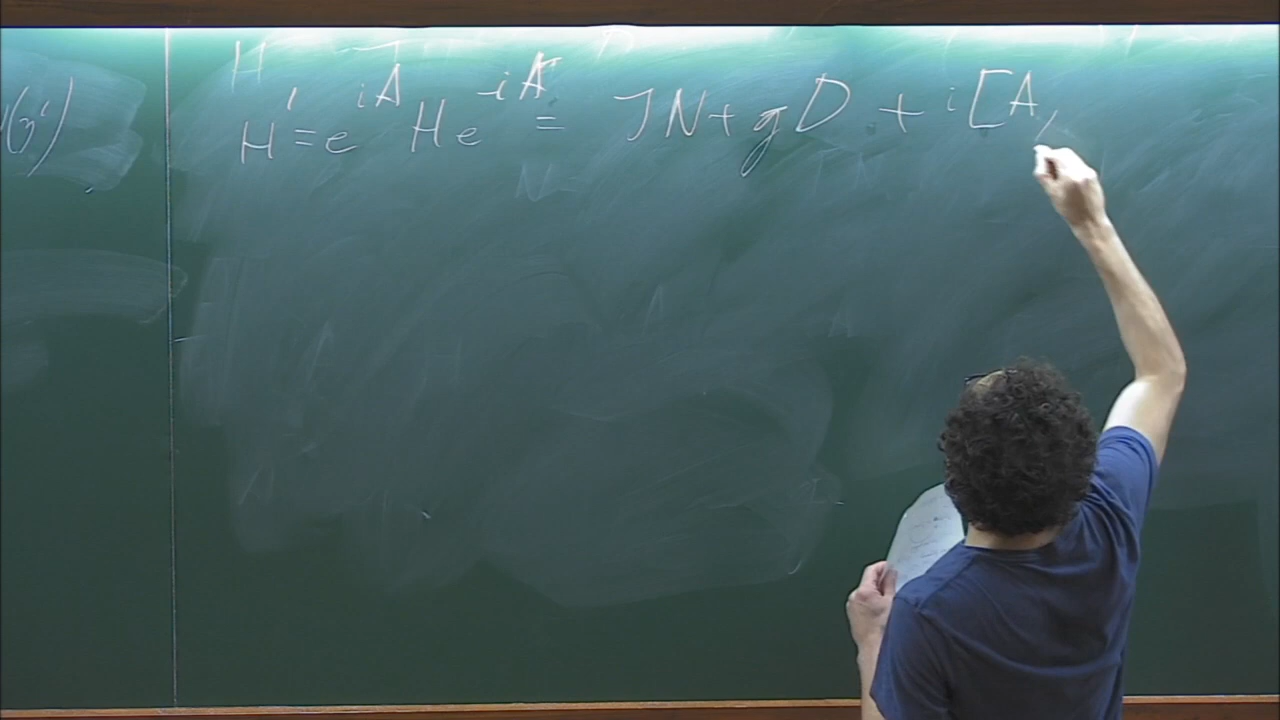 H' = e^{iA} H e^{-iA} = JN + gD + i[A,
(z')